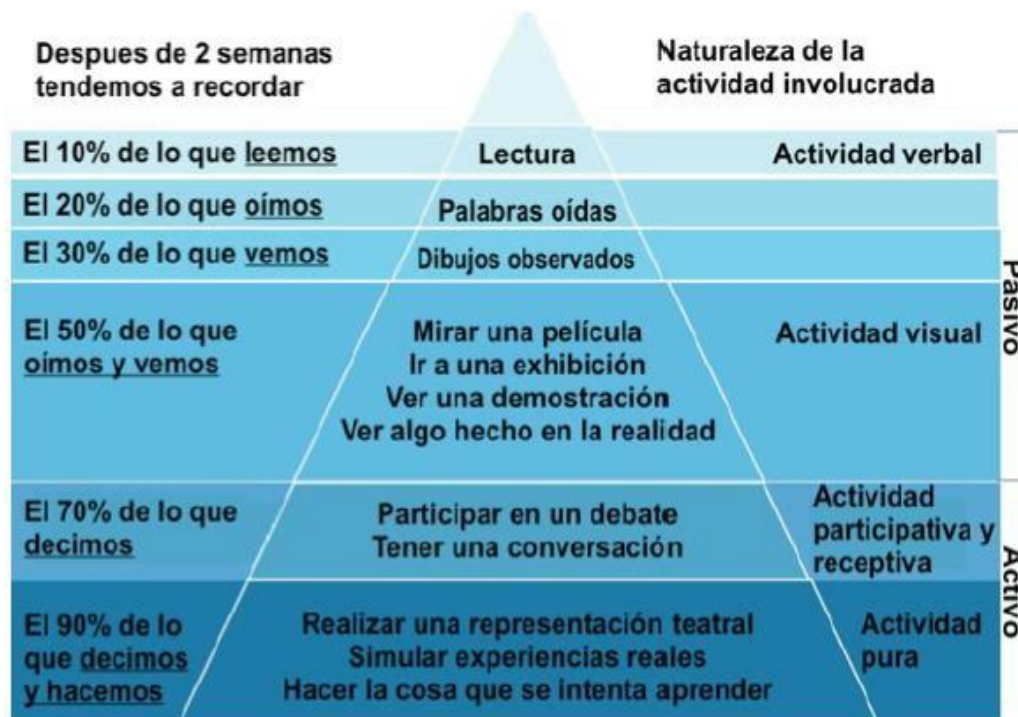 Despues de 2 semanas
tendemos a recordar
Naturaleza de la
actividad involucrada
El 10% de lo que leemos
Lectura
Actividad verbal
El 20% de lo que oímos
Palabras oídas
El 30% de lo que vemos
Dibujos observados
El 50% de lo que
oimos y vemos
Mirar una película
Ir a una exhibición
Ver una demostración
Ver algo hecho en la realidad
Actividad visual
Pasivo
El 70% de lo que
decimos
Participar en un debate
Tener una conversación
Actividad
participativa y
receptiva
El 90% de lo
que decimos
y hacemos
Realizar una representación teatral
Simular experiencias reales
Hacer la cosa que se intenta aprender
Actividad
pura
Activo